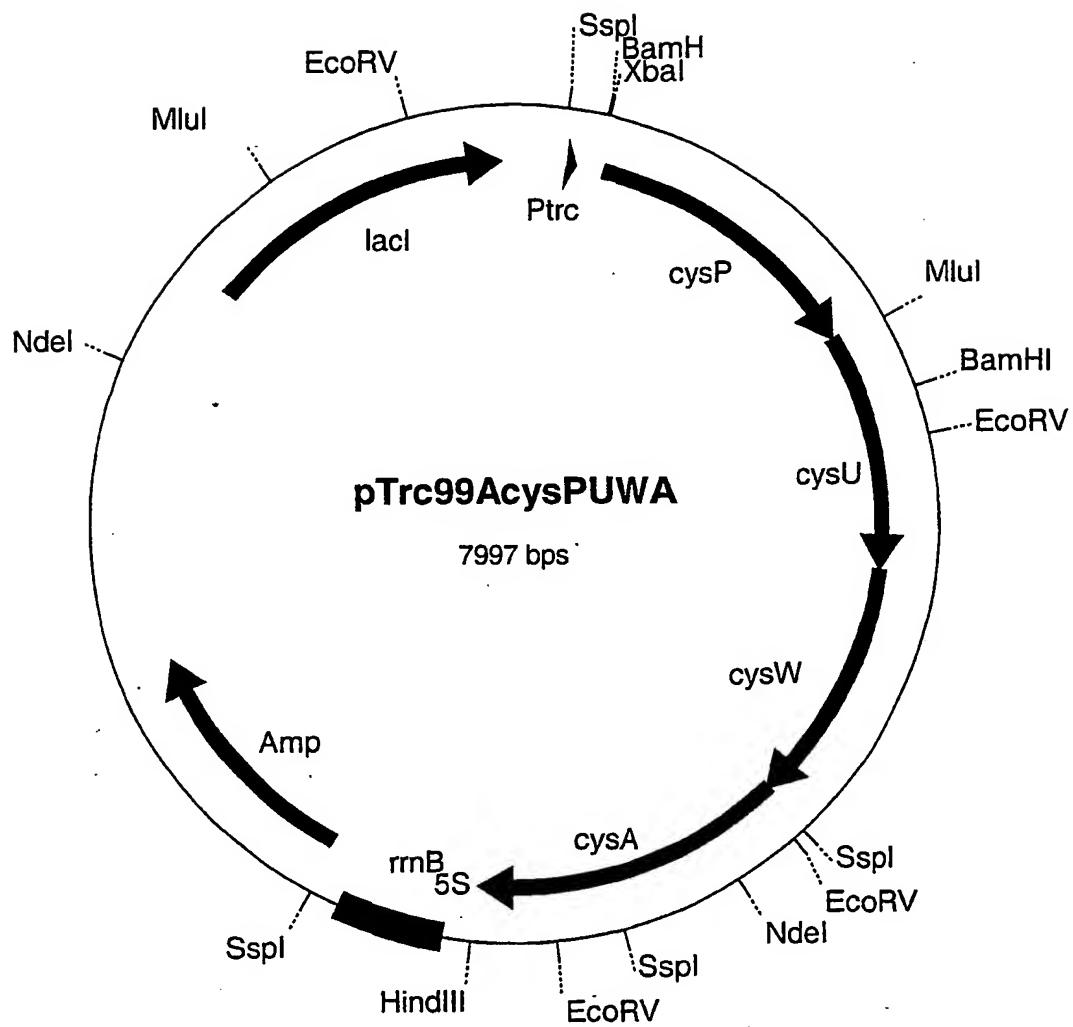 SspI
BamH
XbaI
EcoRV
MluI
lacI
Ptrc
cysP
MluI
NdeI
BamHI
EcoRV
cysU
pTrc99AcysPUWA
7997 bps
cysW
Amp
cysA
rrnB
5S
SspI
EcoRV
NdeI
SspI
SspI
HindIII
EcoRV